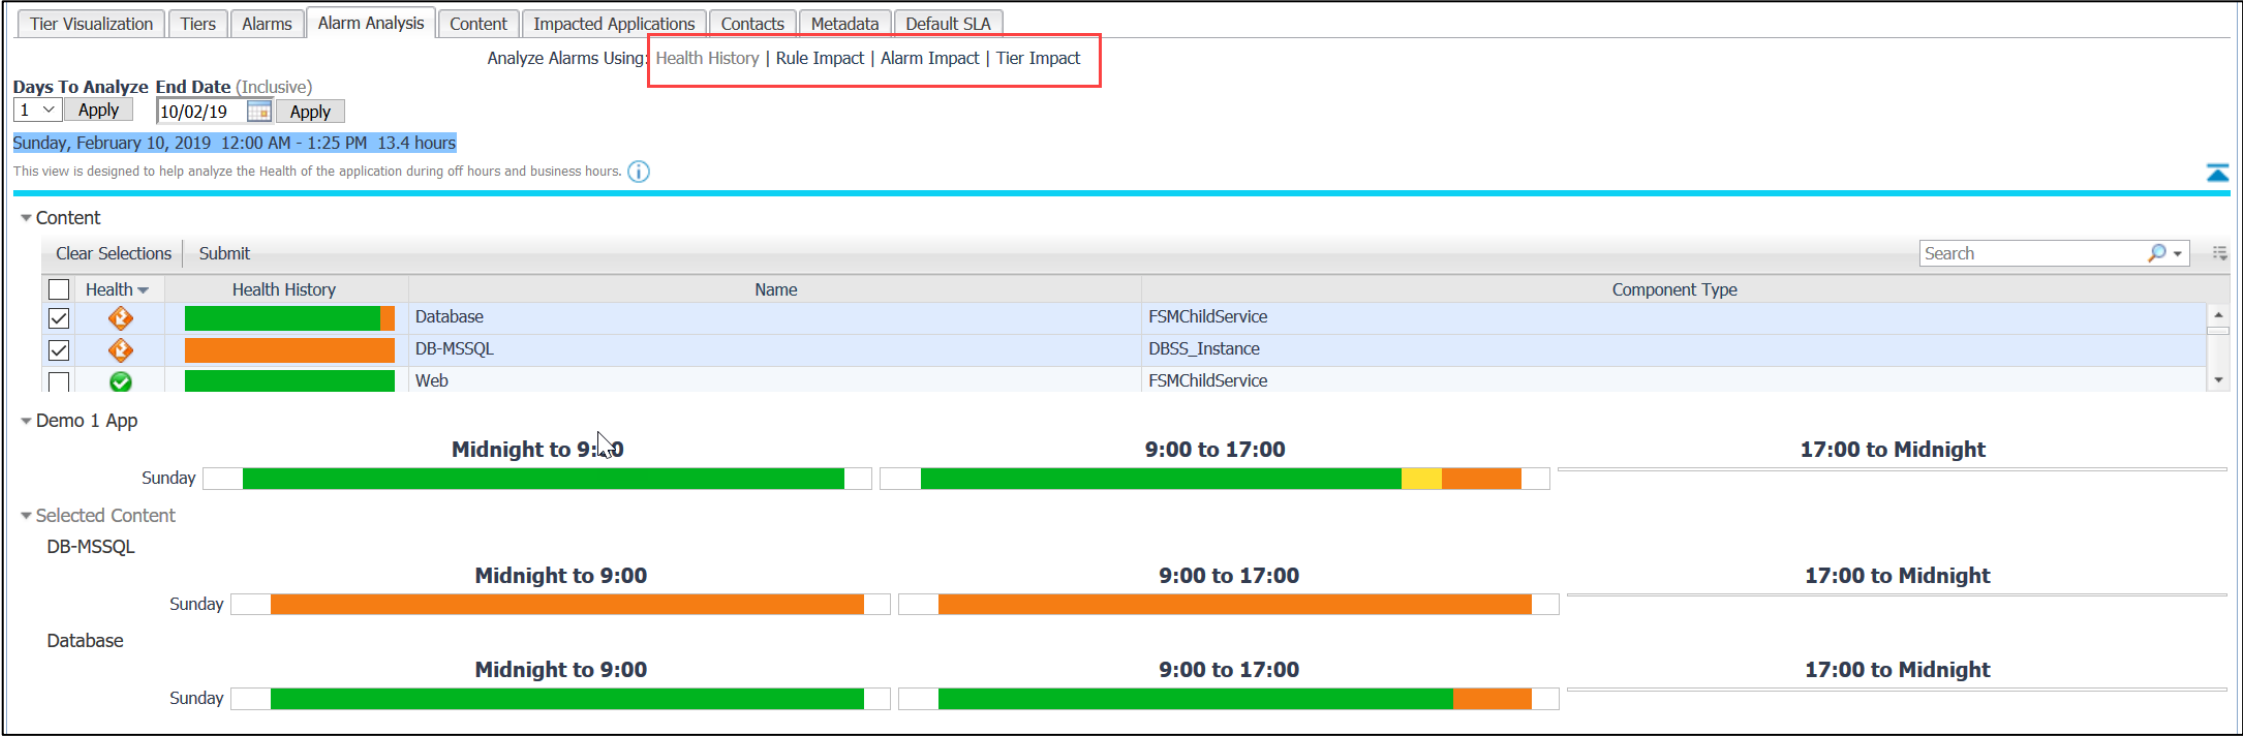 Tier Visualization Tiers Alarms Alarm Analysis Content Impacted Applications Contacts Metadata Default SLA
Analyze Alarms Using: Health History | Rule Impact | Alarm Impact | Tier Impact
Days To Analyze End Date (Inclusive)
1 Apply 10/02/19 Apply
Sunday, February 10, 2019 12:00 AM - 1:25 PM 13.4 hours
This view is designed to help analyze the Health of the application during off hours and business hours.
Content
Clear Selections Submit Search
Health Health History Name Component Type
Database FSMChildService
DB-MSSQL DBSS_Instance
Web FSMChildService
Demo 1 App
Midnight to 9:00 9:00 to 17:00 17:00 to Midnight
Sunday
Selected Content
DB-MSSQL
Midnight to 9:00 9:00 to 17:00 17:00 to Midnight
Sunday
Database
Midnight to 9:00 9:00 to 17:00 17:00 to Midnight
Sunday